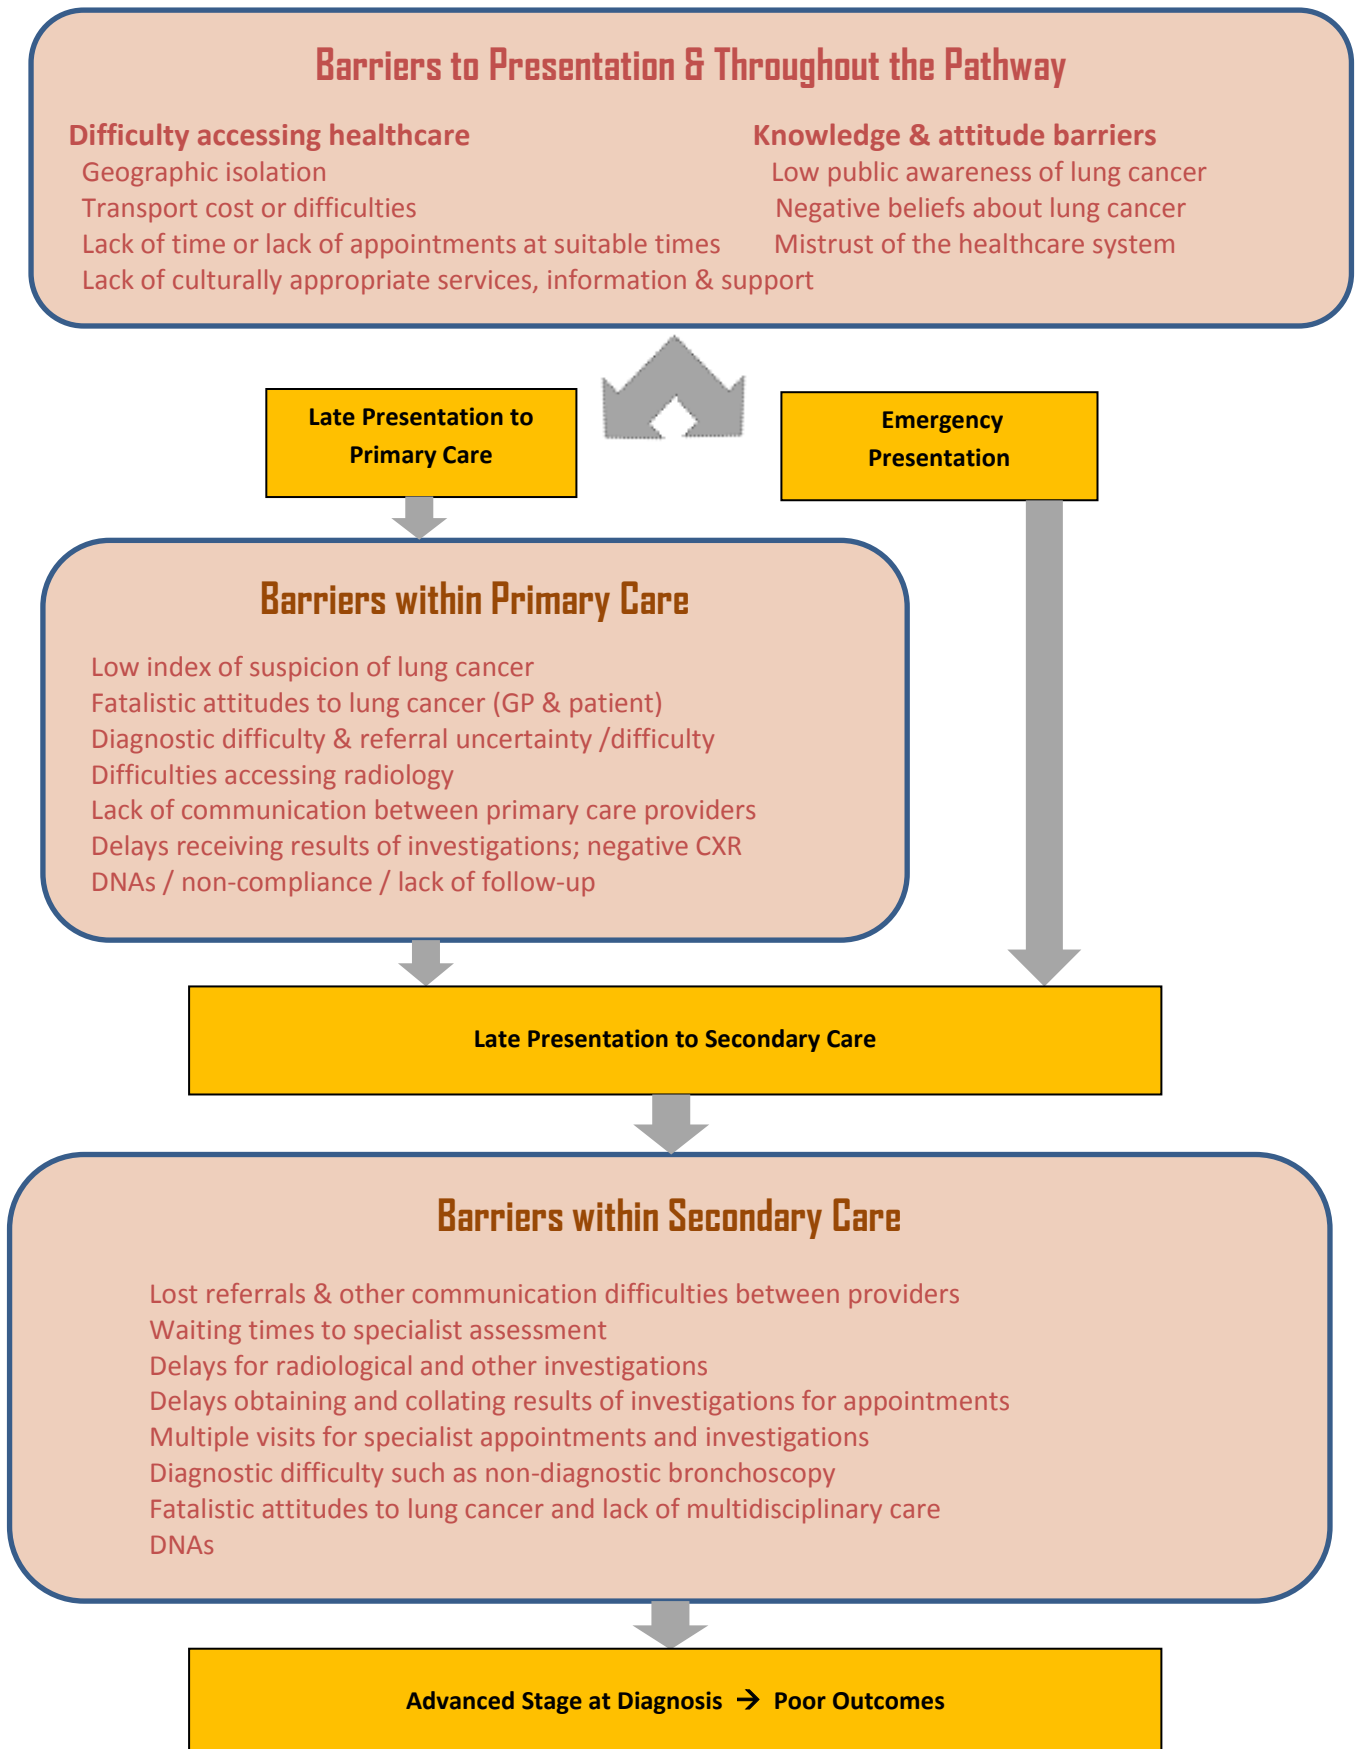 Barriers to Presentation & Throughout the Pathway
Difficulty accessing healthcare
Geographic isolation
Transport cost or difficulties
Lack of time or lack of appointments at suitable times
Lack of culturally appropriate services, information & support
Knowledge & attitude barriers
Low public awareness of lung cancer
Negative beliefs about lung cancer
Mistrust of the healthcare system
Late Presentation to
Primary Care
Emergency
Presentation
Barriers within Primary Care
Low index of suspicion of lung cancer
Fatalistic attitudes to lung cancer (GP & patient)
Diagnostic difficulty & referral uncertainty /difficulty
Difficulties accessing radiology
Lack of communication between primary care providers
Delays receiving results of investigations; negative CXR
DNAs / non-compliance / lack of follow-up
Late Presentation to Secondary Care
Barriers within Secondary Care
Lost referrals & other communication difficulties between providers
Waiting times to specialist assessment
Delays for radiological and other investigations
Delays obtaining and collating results of investigations for appointments
Multiple visits for specialist appointments and investigations
Diagnostic difficulty such as non-diagnostic bronchoscopy
Fatalistic attitudes to lung cancer and lack of multidisciplinary care
DNAs
Advanced Stage at Diagnosis → Poor Outcomes